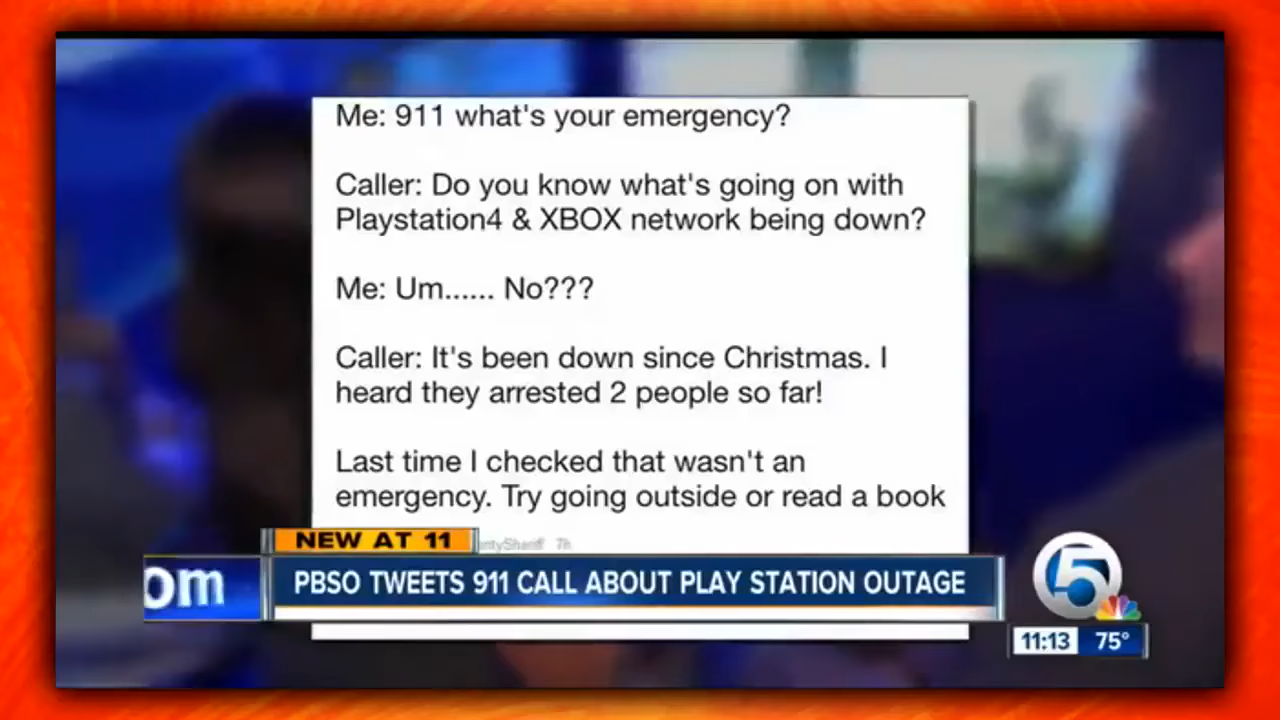 Me: 911 what's your emergency?
Caller: Do you know what's going on with
Playstation4 & XBOX network being down?
Me: Um...... No???
Caller: It's been down since Christmas. I
heard they arrested 2 people so far!
Last time I checked that wasn't an
emergency. Try going outside or read a book
NEW AT 11
7h
om
PBSO TWEETS 911 CALL ABOUT PLAY STATION OUTAGE
5
11:13 75°